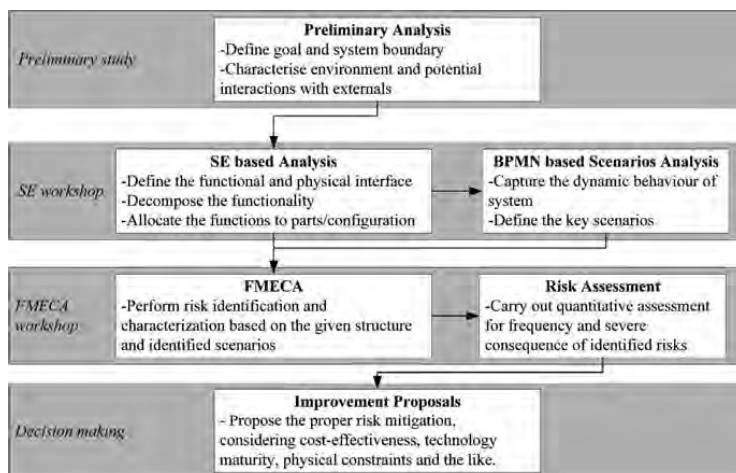 Preliminary study
Preliminary Analysis
-Define goal and system boundary
-Characterise environment and potential
interactions with externals
SE workshop
SE based Analysis
-Define the functional and physical interface
-Decompose the functionality
-Allocate the functions to parts/configuration
BPMN based Scenarios Analysis
-Capture the dynamic behaviour of
system
-Define the key scenarios
FMECA
workshop
FMECA
-Perform risk identification and
characterization based on the given structure
and identified scenarios
Risk Assessment
-Carry out quantitative assessment
for frequency and severe
consequence of identified risks
Decision making
Improvement Proposals
- Propose the proper risk mitigation,
considering cost-effectiveness, technology
maturity, physical constraints and the like.